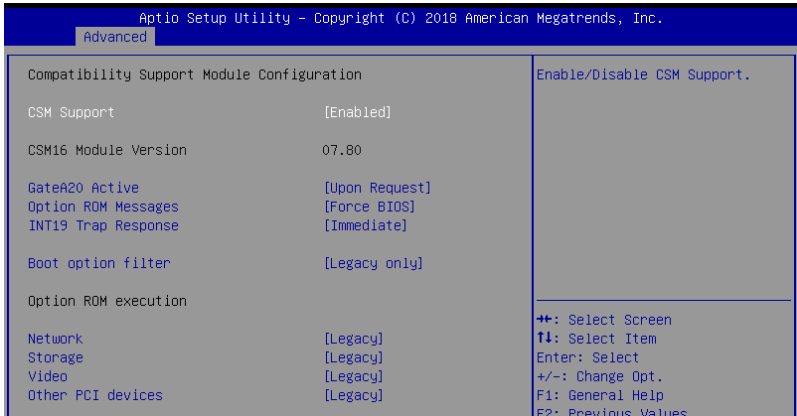 Aptio Setup Utility – Copyright (C) 2018 American Megatrends, Inc.
Advanced
Compatibility Support Module Configuration
CSM Support [Enabled]
CSM16 Module Version 07.80
GateA20 Active [Upon Request]
Option ROM Messages [Force BIOS]
INT19 Trap Response [Immediate]
Boot option filter [Legacy only]
Option ROM execution
Network [Legacy]
Storage [Legacy]
Video [Legacy]
Other PCI devices [Legacy]
Enable/Disable CSM Support.
→←: Select Screen
↑↓: Select Item
Enter: Select
+/-: Change Opt.
F1: General Help
F2: Previous Values